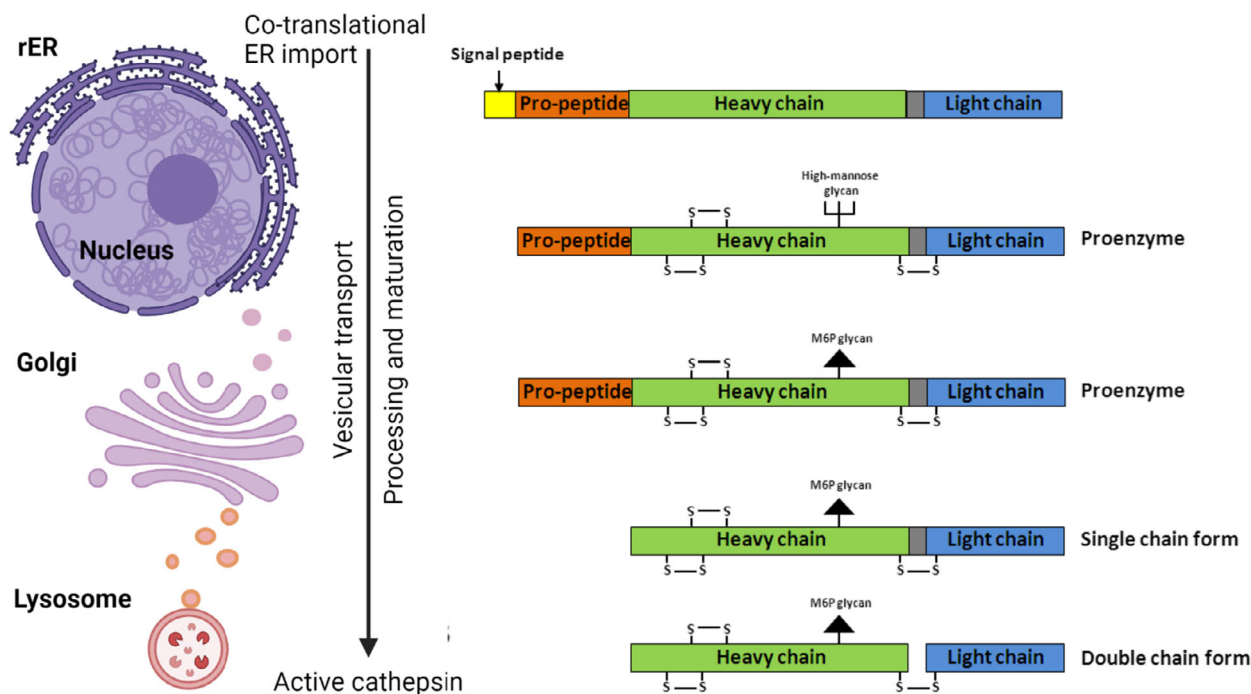 rER
Co-translational
ER import
Nucleus
Golgi
Lysosome
Vesicular transport
Processing and maturation
Active cathepsin
Signal peptide
Pro-peptide Heavy chain Light chain
High-mannose
glycan
S S
Pro-peptide Heavy chain Light chain Proenzyme
S S S S
M6P glycan
S S
Pro-peptide Heavy chain Light chain Proenzyme
S S S S
M6P glycan
S S
Heavy chain Light chain Single chain form
S S S S
M6P glycan
S S
Heavy chain Light chain Double chain form
S S S S